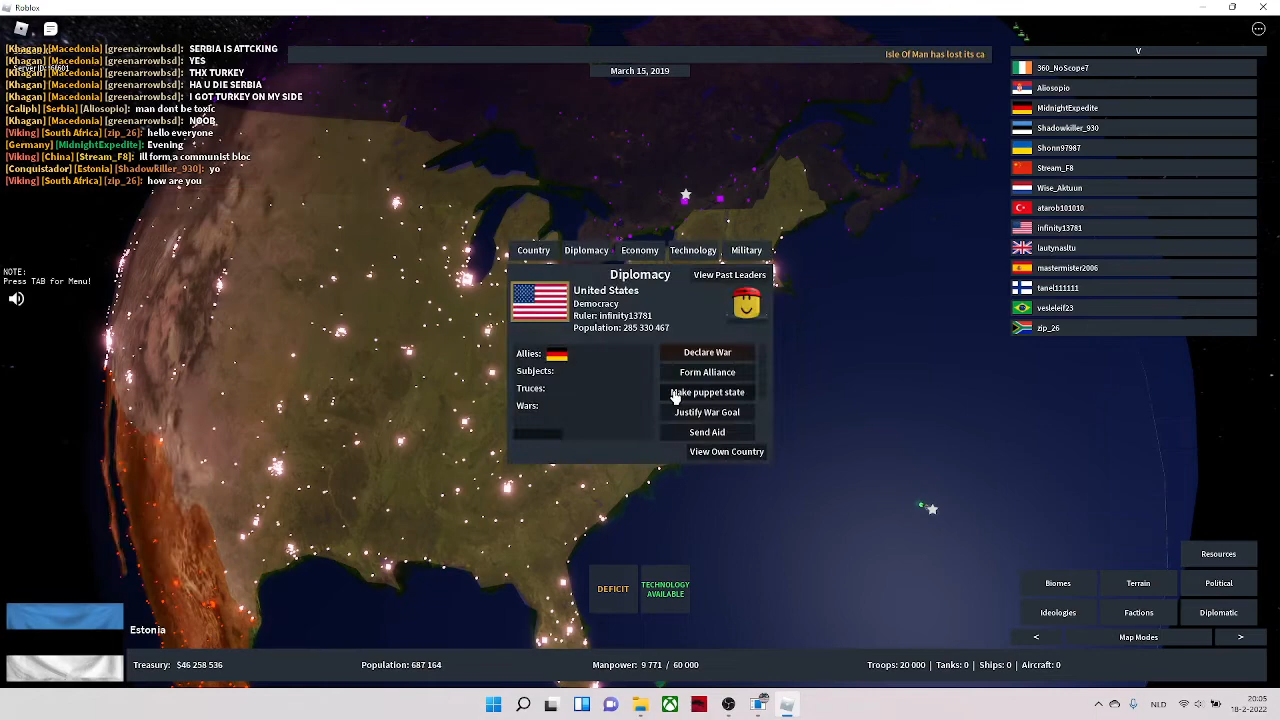 Roblox
[Khagan] [Macedonia] [greenarrowbsd]: SERBIA IS ATTCKING
[Khagan] [Macedonia] [greenarrowbsd]: YES
[Khagan] [Macedonia] [greenarrowbsd]: THX TURKEY
[Khagan] [Macedonia] [greenarrowbsd]: HA U DIE SERBIA
[Khagan] [Macedonia] [greenarrowbsd]: I GOT TURKEY ON MY SIDE
[Caliph] [Serbia] [Aliosopio]: man dont be toxic
[Khagan] [Macedonia] [greenarrowbsd]: NOOB
[Viking] [South Africa] [zip_26]: hello everyone
[Germany] [MidnightExpedite]: Evening
[Viking] [China] [Stream_F8]: Ill form a communist bloc
[Conquistador] [Estonia] [Shadowkiller_930]: yo
[Viking] [South Africa] [zip_26]: how are you
Isle Of Man has lost its ca
March 15, 2019
V
360_NoScope7
Aliosopio
MidnightExpedite
Shadowkiller_930
Shonn97987
Stream_F8
Wise_Aktuun
atarob101010
infinity13781
lautynasltu
mastermister2006
tanel111111
vesleleif23
zip_26
NOTE:
Press TAB for Menu!
Country Diplomacy Economy Technology Military
Diplomacy View Past Leaders
United States
Democracy
Ruler: infinity13781
Population: 285 330 467
Allies:
Subjects:
Truces:
Wars:
Declare War
Form Alliance
Make puppet state
Justify War Goal
Send Aid
View Own Country
DEFICIT
TECHNOLOGY
AVAILABLE
Resources
Biomes Terrain Political
Ideologies Factions Diplomatic
< Map Modes >
Estonia
Treasury: $46 258 536 Population: 687 164 Manpower: 9 771 / 60 000 Troops: 20 000 | Tanks: 0 | Ships: 0 | Aircraft: 0
NLD
20:05
18-2-2022